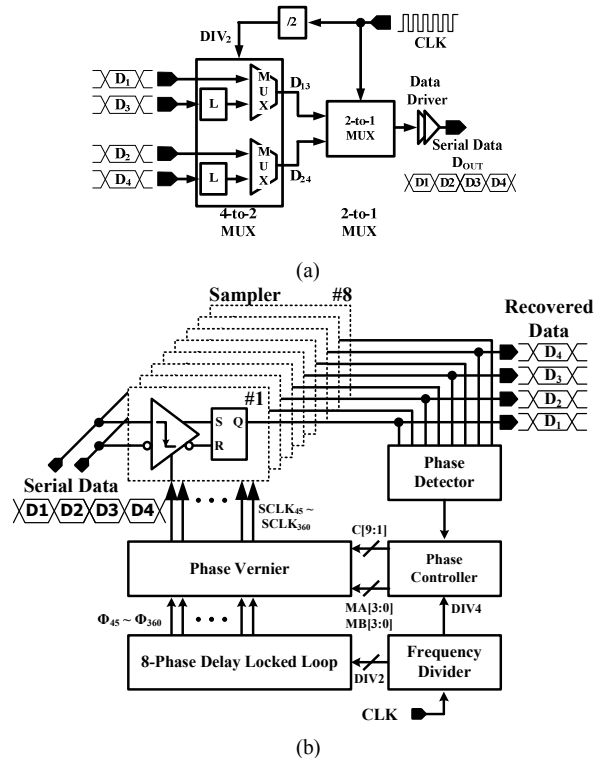 /2
DIV2
CLK
D1
D3
L
M U X
D13
D2
D4
L
M U X
D24
4-to-2 MUX
2-to-1 MUX
2-to-1 MUX
Data Driver
Serial Data
DOUT
D1 D2 D3 D4
(a)
Sampler
#8
#1
S Q
R
Recovered Data
D4
D3
D2
D1
Serial Data
D1 D2 D3 D4
SCLK45 ~ SCLK360
Phase Detector
C[9:1]
Phase Vernier
Phase Controller
MA[3:0]
MB[3:0]
DIV4
Φ45 ~ Φ360
8-Phase Delay Locked Loop
DIV2
Frequency Divider
CLK
(b)